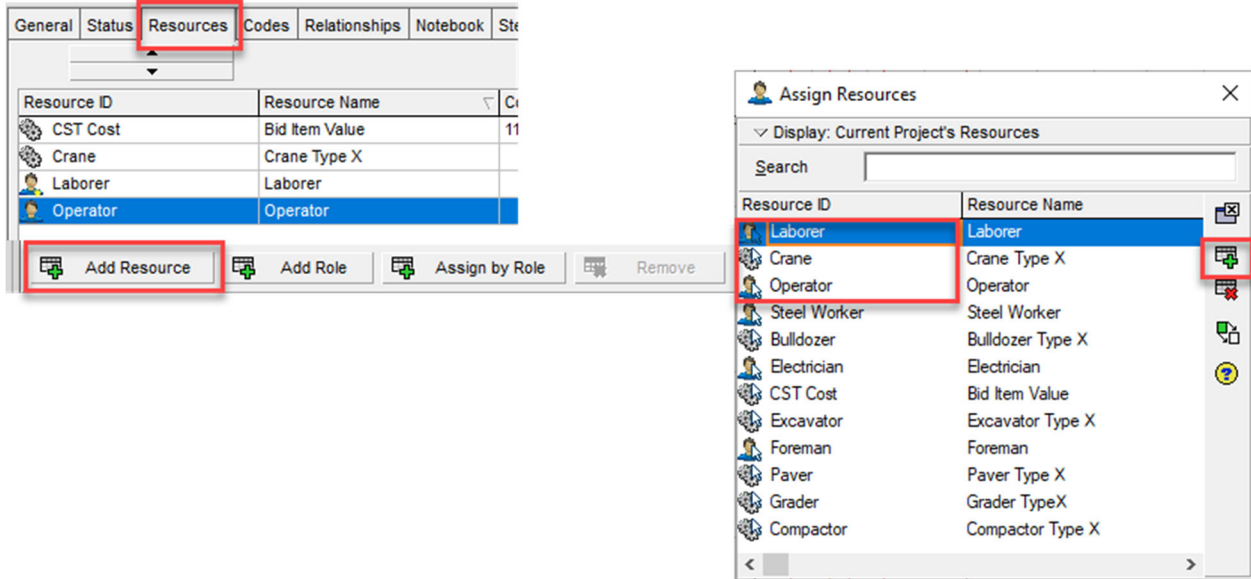 General Status Resources Codes Relationships Notebook Ste
Resource ID Resource Name C
CST Cost Bid Item Value 11
Crane Crane Type X
Laborer Laborer
Operator Operator
Add Resource Add Role Assign by Role Remove
Assign Resources
Display: Current Project's Resources
Search
Resource ID Resource Name
Laborer Laborer
Crane Crane Type X
Operator Operator
Steel Worker Steel Worker
Bulldozer Bulldozer Type X
Electrician Electrician
CST Cost Bid Item Value
Excavator Excavator Type X
Foreman Foreman
Paver Paver Type X
Grader Grader TypeX
Compactor Compactor Type X